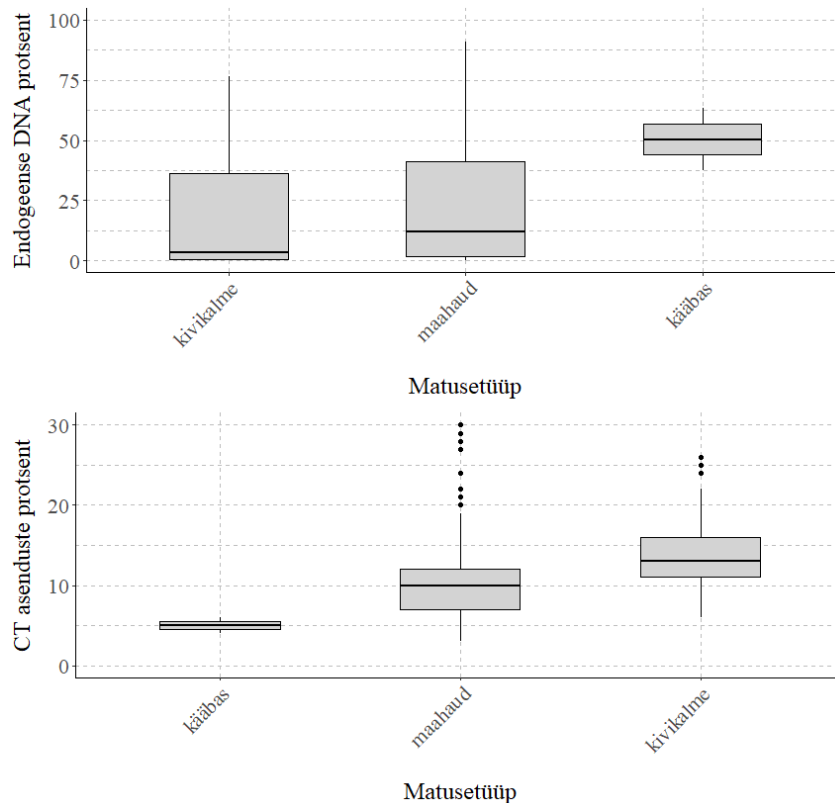 Endogeense DNA protsent
100
75
50
25
0
kivikalme
maahaud
kääbas
Matusetüüp
CT asenduste protsent
30
20
10
0
kääbas
maahaud
kivikalme
Matusetüüp